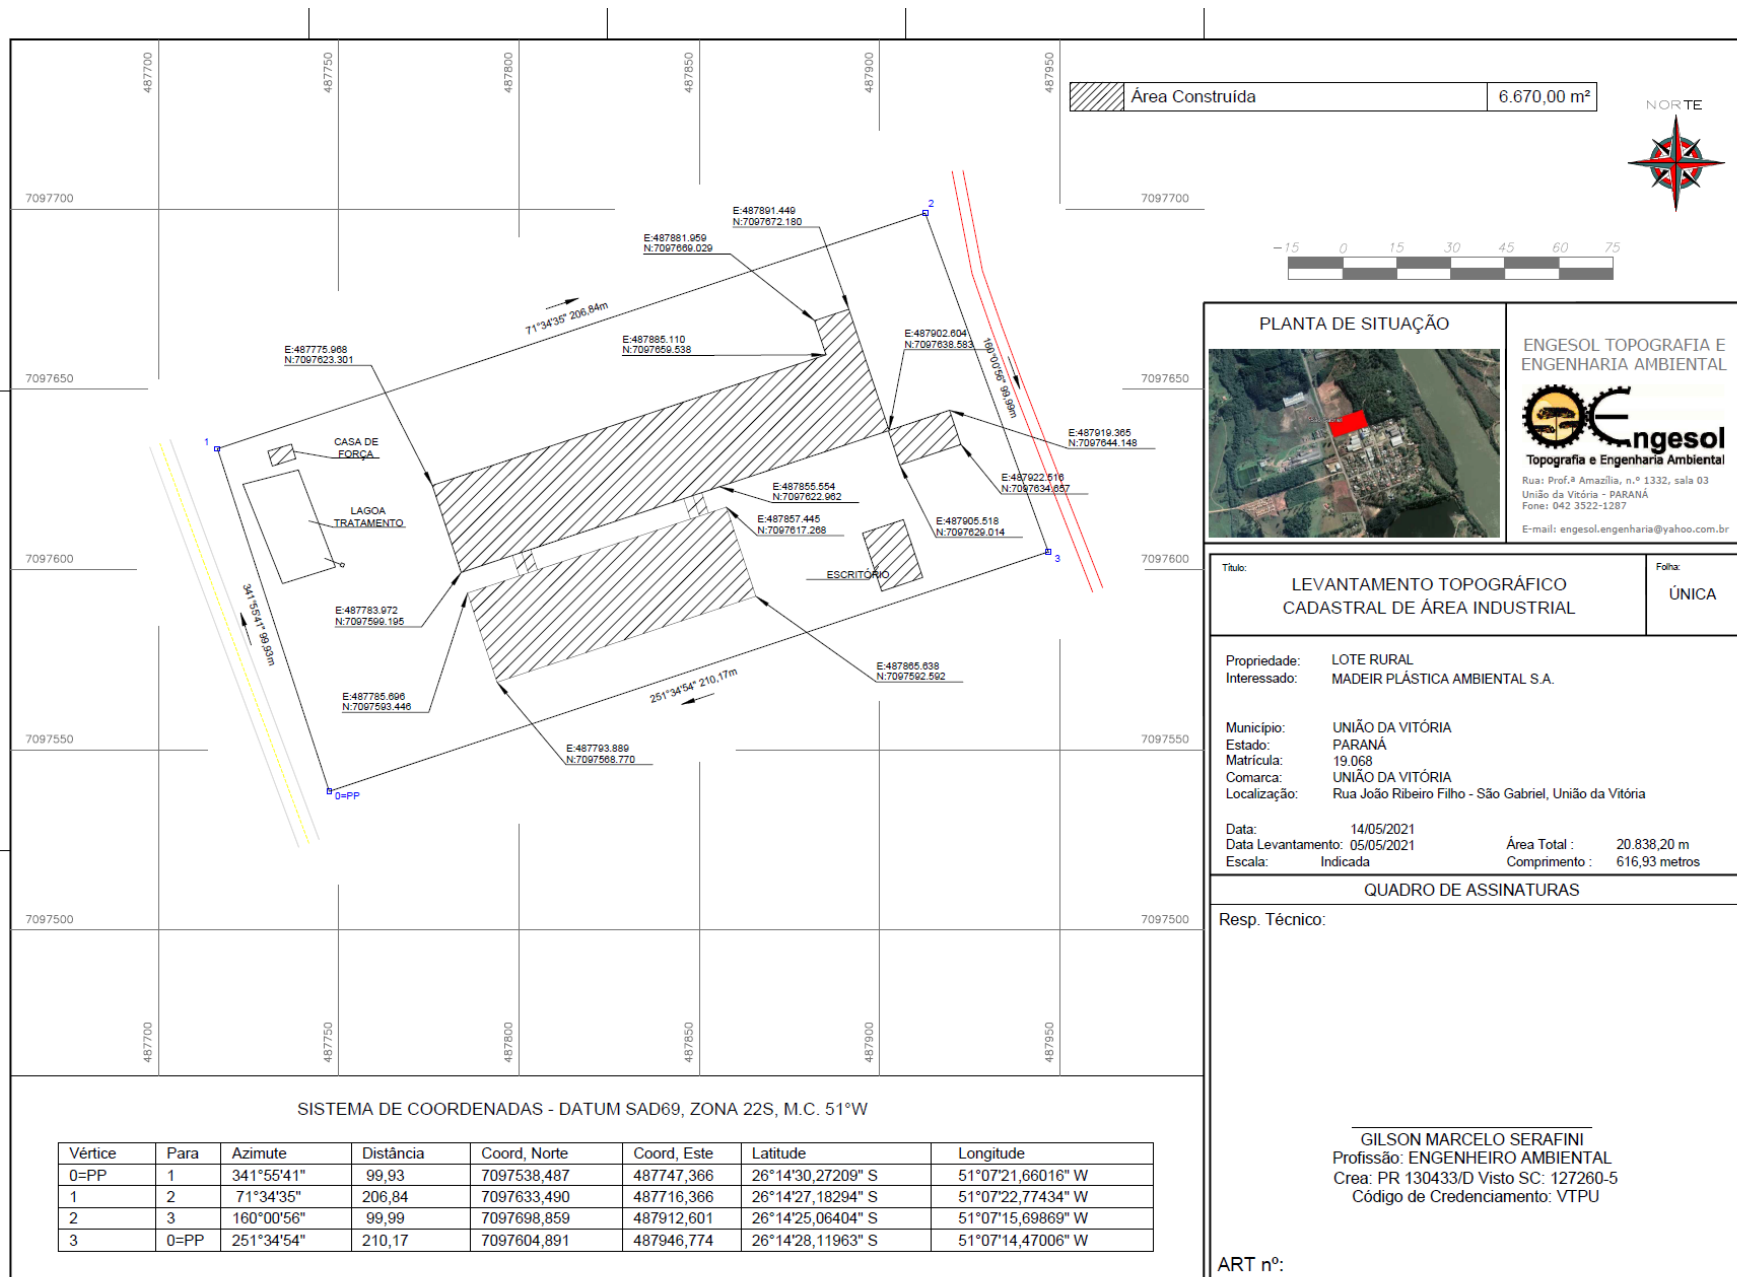 487700
487750
487800
487850
487900
487950
Área Construída 6.670,00 m²
NORTE
7097700
7097700
2
E:487891.449
N:7097672.180
E:487881.959
N:7097669.029
-15 0 15 30 45 60 75
71°34'35" 206,84m
E:487775.968
N:7097623.301
E:487885.110
N:7097659.538
E:487902.604
N:7097638.583
160°00'56" 99,99m
7097650
7097650
1
CASA DE
FORÇA
E:487919.365
N:7097644.148
LAGOA
TRATAMENTO
E:487855.554
N:7097622.962
E:487922.516
N:7097634.657
E:487857.445
N:7097617.268
E:487905.518
N:7097629.014
7097600
7097600
3
ESCRITÓRIO
341°55'41" 99,93m
E:487783.972
N:7097599.195
E:487865.638
N:7097592.592
251°34'54" 210,17m
E:487785.696
N:7097593.446
E:487793.889
N:7097568.770
7097550
7097550
0=PP
7097500
7097500
487700
487750
487800
487850
487900
487950
PLANTA DE SITUAÇÃO
ENGESOL TOPOGRAFIA E
ENGENHARIA AMBIENTAL
Engesol
Topografia e Engenharia Ambiental
Rua: Prof.ª Amazília, n.º 1332, sala 03
União da Vitória - PARANÁ
Fone: 042 3522-1287
E-mail: engesol.engenharia@yahoo.com.br
Título:
LEVANTAMENTO TOPOGRÁFICO
CADASTRAL DE ÁREA INDUSTRIAL
Folha:
ÚNICA
Propriedade: LOTE RURAL
Interessado: MADEIR PLÁSTICA AMBIENTAL S.A.
Município: UNIÃO DA VITÓRIA
Estado: PARANÁ
Matrícula: 19.068
Comarca: UNIÃO DA VITÓRIA
Localização: Rua João Ribeiro Filho - São Gabriel, União da Vitória
Data: 14/05/2021
Data Levantamento: 05/05/2021 Área Total : 20.838,20 m
Escala: Indicada Comprimento : 616,93 metros
QUADRO DE ASSINATURAS
Resp. Técnico:
GILSON MARCELO SERAFINI
Profissão: ENGENHEIRO AMBIENTAL
Crea: PR 130433/D Visto SC: 127260-5
Código de Credenciamento: VTPU
ART nº:
SISTEMA DE COORDENADAS - DATUM SAD69, ZONA 22S, M.C. 51°W
Vértice Para Azimute Distância Coord, Norte Coord, Este Latitude Longitude
0=PP 1 341°55'41" 99,93 7097538,487 487747,366 26°14'30,27209" S 51°07'21,66016" W
1 2 71°34'35" 206,84 7097633,490 487716,366 26°14'27,18294" S 51°07'22,77434" W
2 3 160°00'56" 99,99 7097698,859 487912,601 26°14'25,06404" S 51°07'15,69869" W
3 0=PP 251°34'54" 210,17 7097604,891 487946,774 26°14'28,11963" S 51°07'14,47006" W